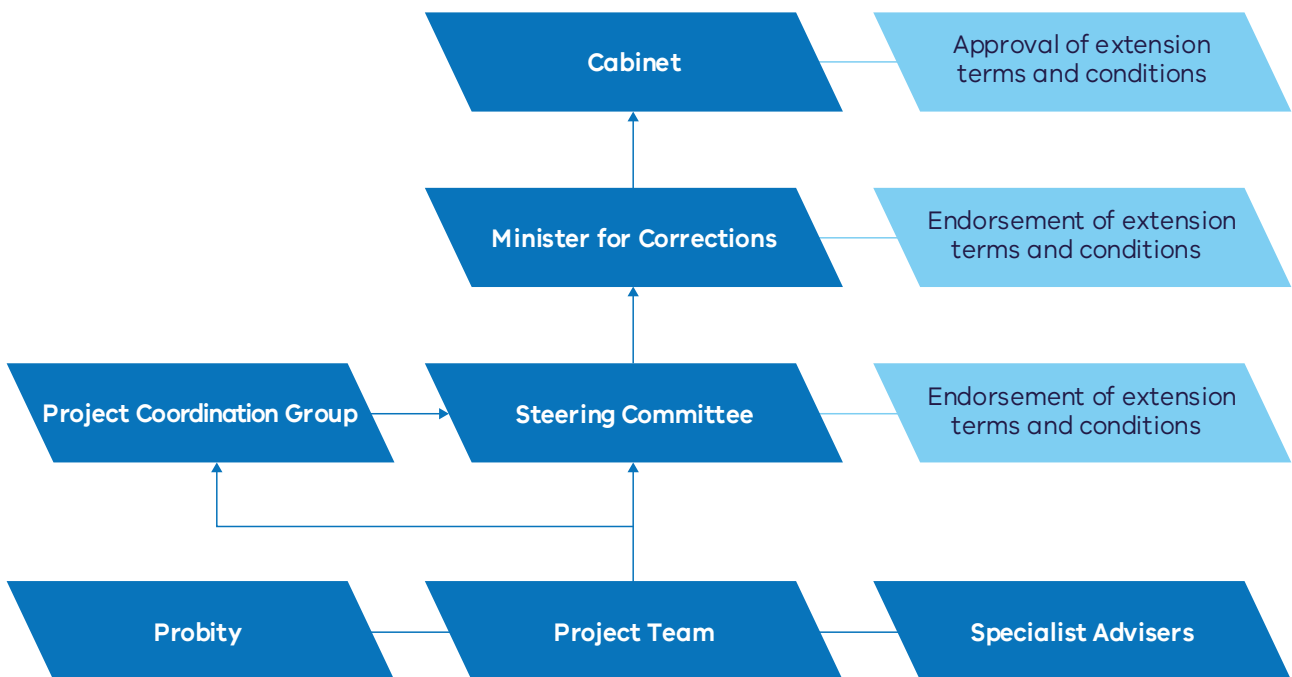 Cabinet
Approval of extension
terms and conditions
Minister for Corrections
Endorsement of extension
terms and conditions
Project Coordination Group
Steering Committee
Endorsement of extension
terms and conditions
Probity
Project Team
Specialist Advisers